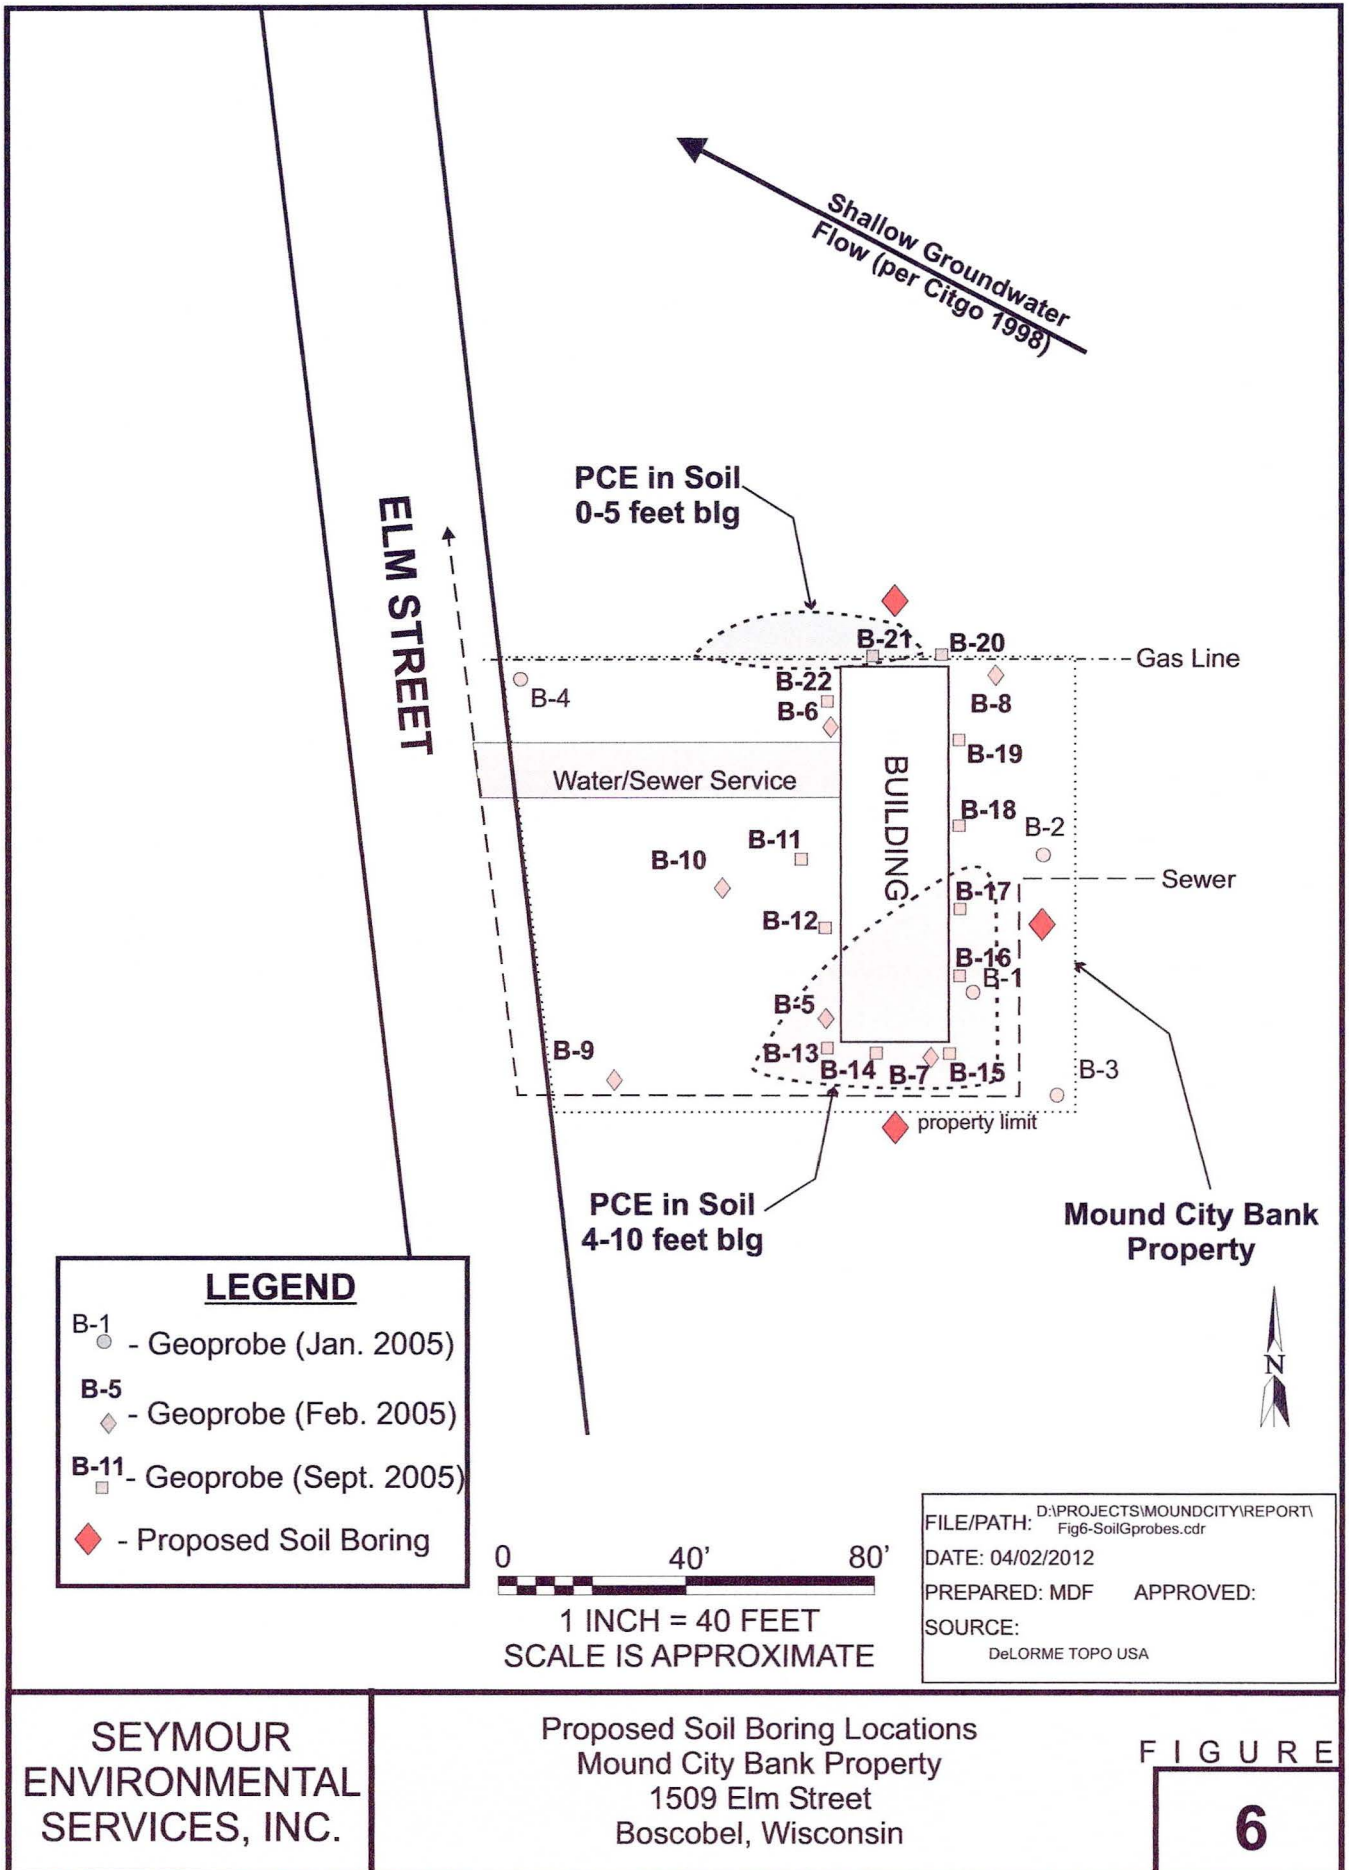 Shallow Groundwater
Flow (per Citgo 1998)
PCE in Soil
0-5 feet blg
ELM STREET
B-21
B-20
Gas Line
B-4
B-22
B-6
B-8
B-19
Water/Sewer Service
BUILDING
B-18
B-2
B-11
B-10
Sewer
B-17
B-12
B-16
B-1
B-5
B-9
B-13
B-14
B-7
B-15
B-3
property limit
PCE in Soil
4-10 feet blg
Mound City Bank
Property
LEGEND
B-1 - Geoprobe (Jan. 2005)
B-5 - Geoprobe (Feb. 2005)
B-11 - Geoprobe (Sept. 2005)
- Proposed Soil Boring
N
0 40' 80'
1 INCH = 40 FEET
SCALE IS APPROXIMATE
FILE/PATH: D:\PROJECTS\MOUNDCITY\REPORT\
Fig6-SoilGprobes.cdr
DATE: 04/02/2012
PREPARED: MDF APPROVED:
SOURCE:
DeLORME TOPO USA
SEYMOUR
ENVIRONMENTAL
SERVICES, INC.
Proposed Soil Boring Locations
Mound City Bank Property
1509 Elm Street
Boscobel, Wisconsin
FIGURE
6